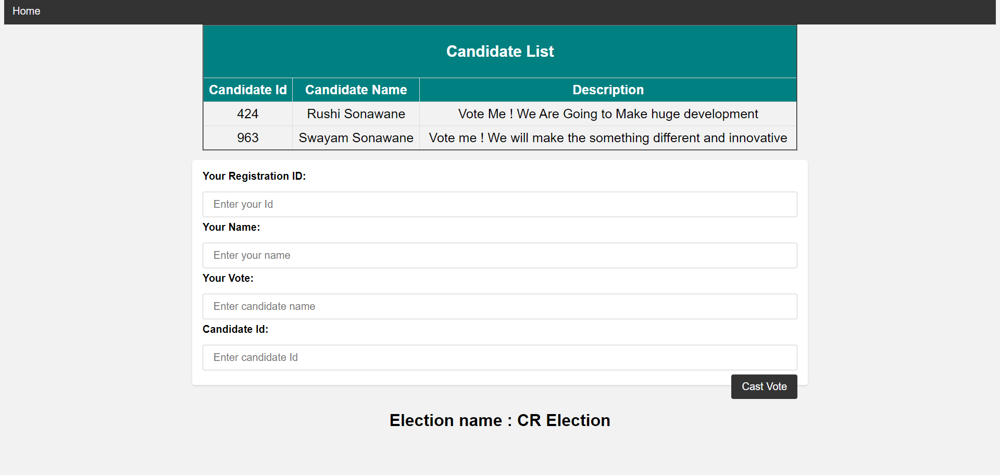 Home
Candidate List
Candidate Id Candidate Name Description
424 Rushi Sonawane Vote Me ! We Are Going to Make huge development
963 Swayam Sonawane Vote me ! We will make the something different and innovative
Your Registration ID:
Enter your Id
Your Name:
Enter your name
Your Vote:
Enter candidate name
Candidate Id:
Enter candidate Id
Cast Vote
Election name : CR Election